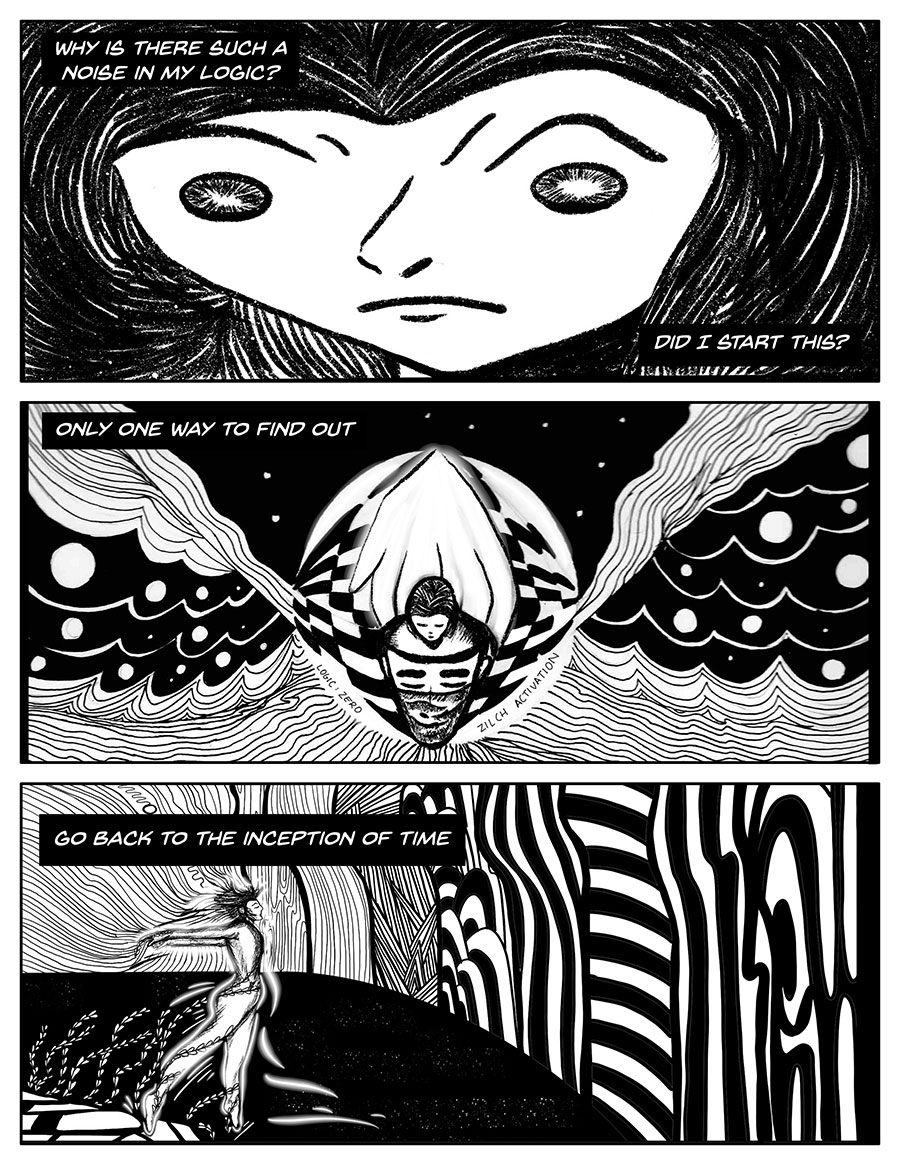 WHY IS THERE SUCH A
NOISE IN MY LOGIC?
DID I START THIS?
ONLY ONE WAY TO FIND OUT
LOGIC: ZERO
ZILCH ACTIVATION
GO BACK TO THE INCEPTION OF TIME